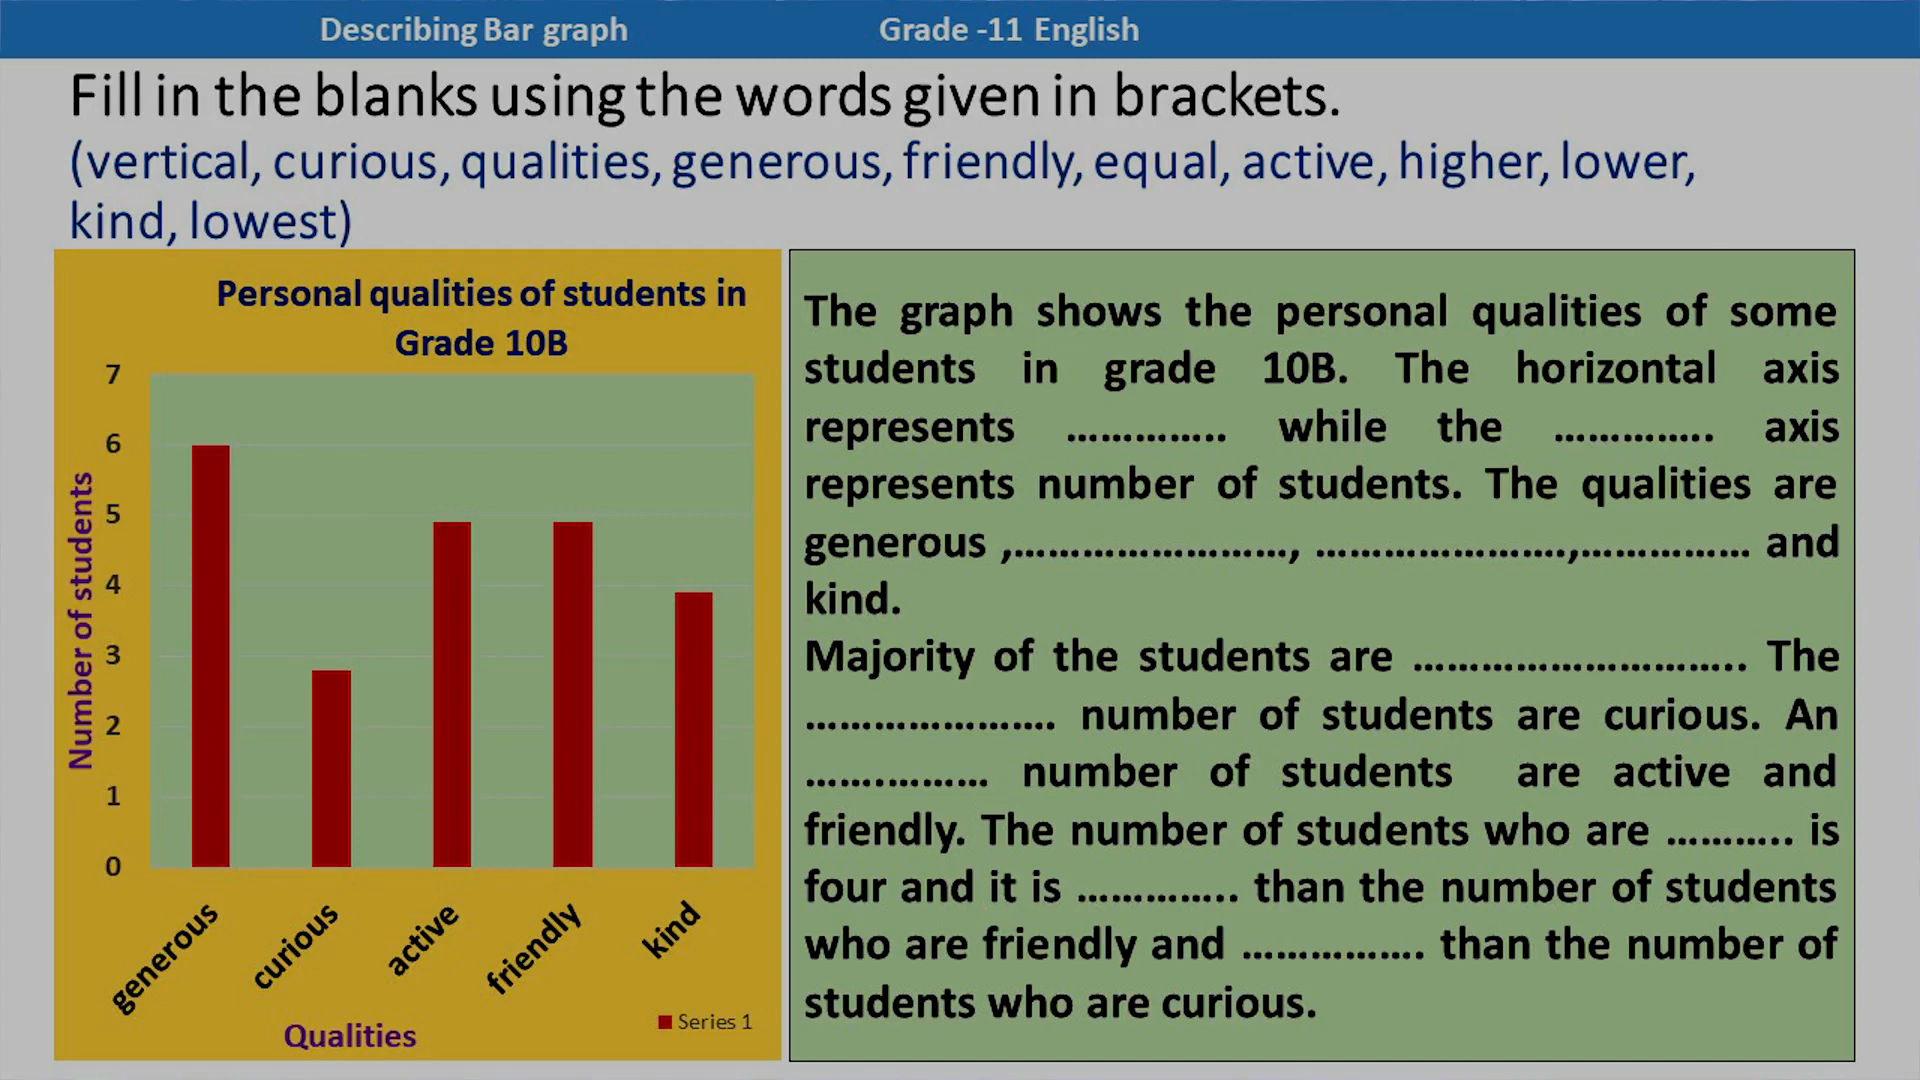 Describing Bar graph Grade -11 English
Fill in the blanks using the words given in brackets.
(vertical, curious, qualities, generous, friendly, equal, active, higher, lower,
kind, lowest)
Personal qualities of students in
Grade 10B
7
6
5
4
3
2
1
0
Number of students
generous
curious
active
friendly
kind
Qualities
Series 1
The graph shows the personal qualities of some
students in grade 10B. The horizontal axis
represents ………….. while the ………….. axis
represents number of students. The qualities are
generous ,……………………, …………………..,…………… and
kind.
Majority of the students are ……………………….. The
…………………. number of students are curious. An
…….……… number of students are active and
friendly. The number of students who are ……….. is
four and it is ………….. than the number of students
who are friendly and ……………. than the number of
students who are curious.